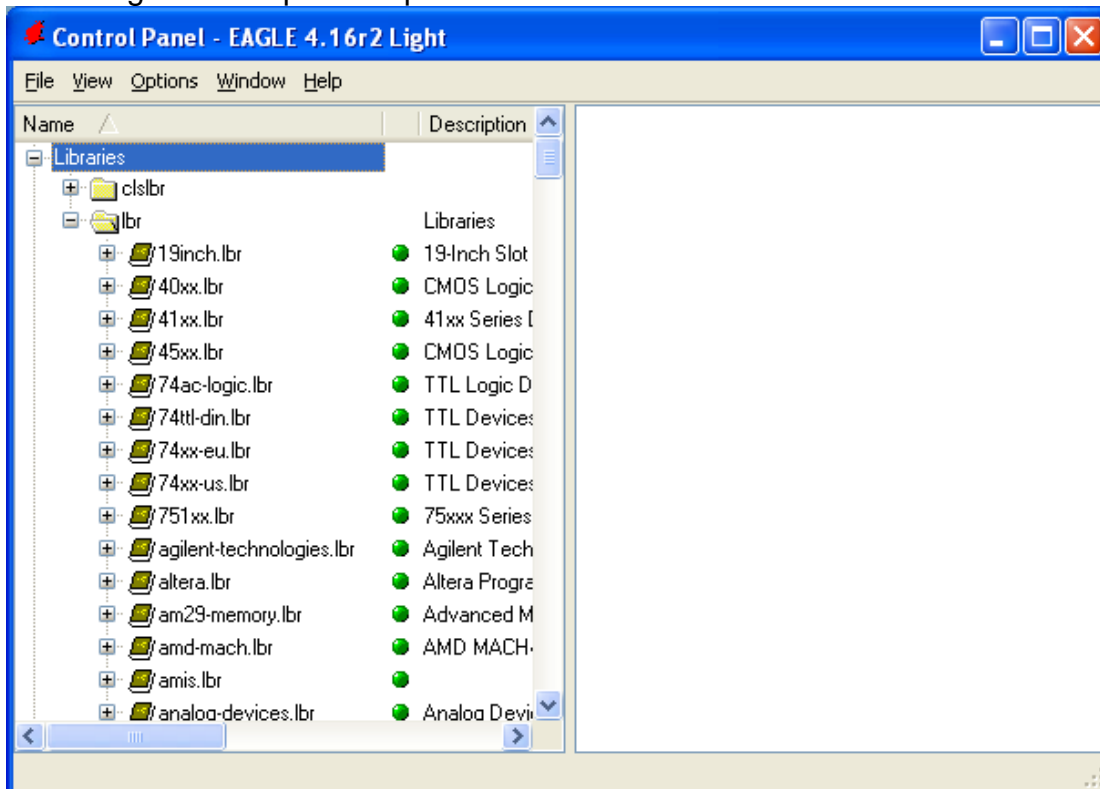 Control Panel - EAGLE 4.16r2 Light
File View Options Window Help
Name Description
Libraries
clslbr
lbr Libraries
19inch.lbr 19-Inch Slot
40xx.lbr CMOS Logic
41xx.lbr 41xx Series D
45xx.lbr CMOS Logic
74ac-logic.lbr TTL Logic D
74ttl-din.lbr TTL Devices
74xx-eu.lbr TTL Devices
74xx-us.lbr TTL Devices
751xx.lbr 75xxx Series
agilent-technologies.lbr Agilent Tech
altera.lbr Altera Progra
am29-memory.lbr Advanced M
amd-mach.lbr AMD MACH
amis.lbr
analog-devices.lbr Analog Devi